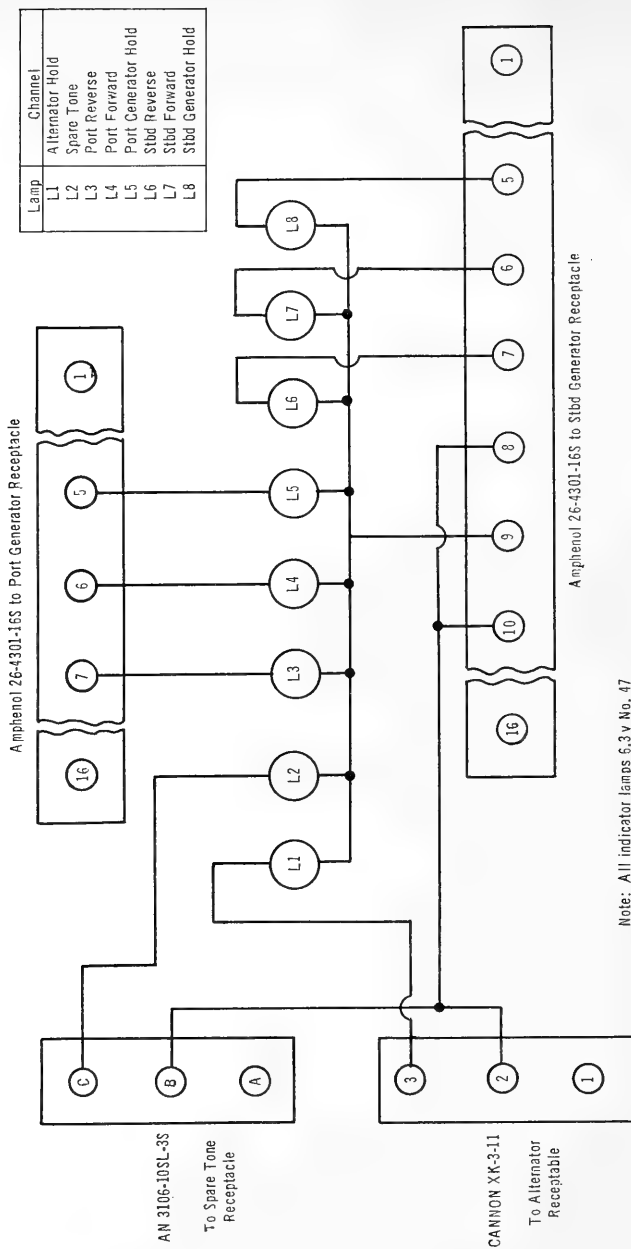 Amphenol 26-4301-16S to Port Generator Receptacle
16
7
6
5
1
Lamp Channel
L1 Alternator Hold
L2 Spare Tone
L3 Port Reverse
L4 Port Forward
L5 Port Generator Hold
L6 Stbd Reverse
L7 Stbd Forward
L8 Stbd Generator Hold
C
B
A
AN 3106-10SL-3S
To Spare Tone
Receptacle
L1
L2
L3
L4
L5
L6
L7
L8
3
2
1
CANNON XK-3-11
To Alternator
Receptable
16
10
9
8
7
6
5
1
Amphenol 26-4301-16S to Stbd Generator Receptacle
Note: All indicator lamps 6.3 v No. 47